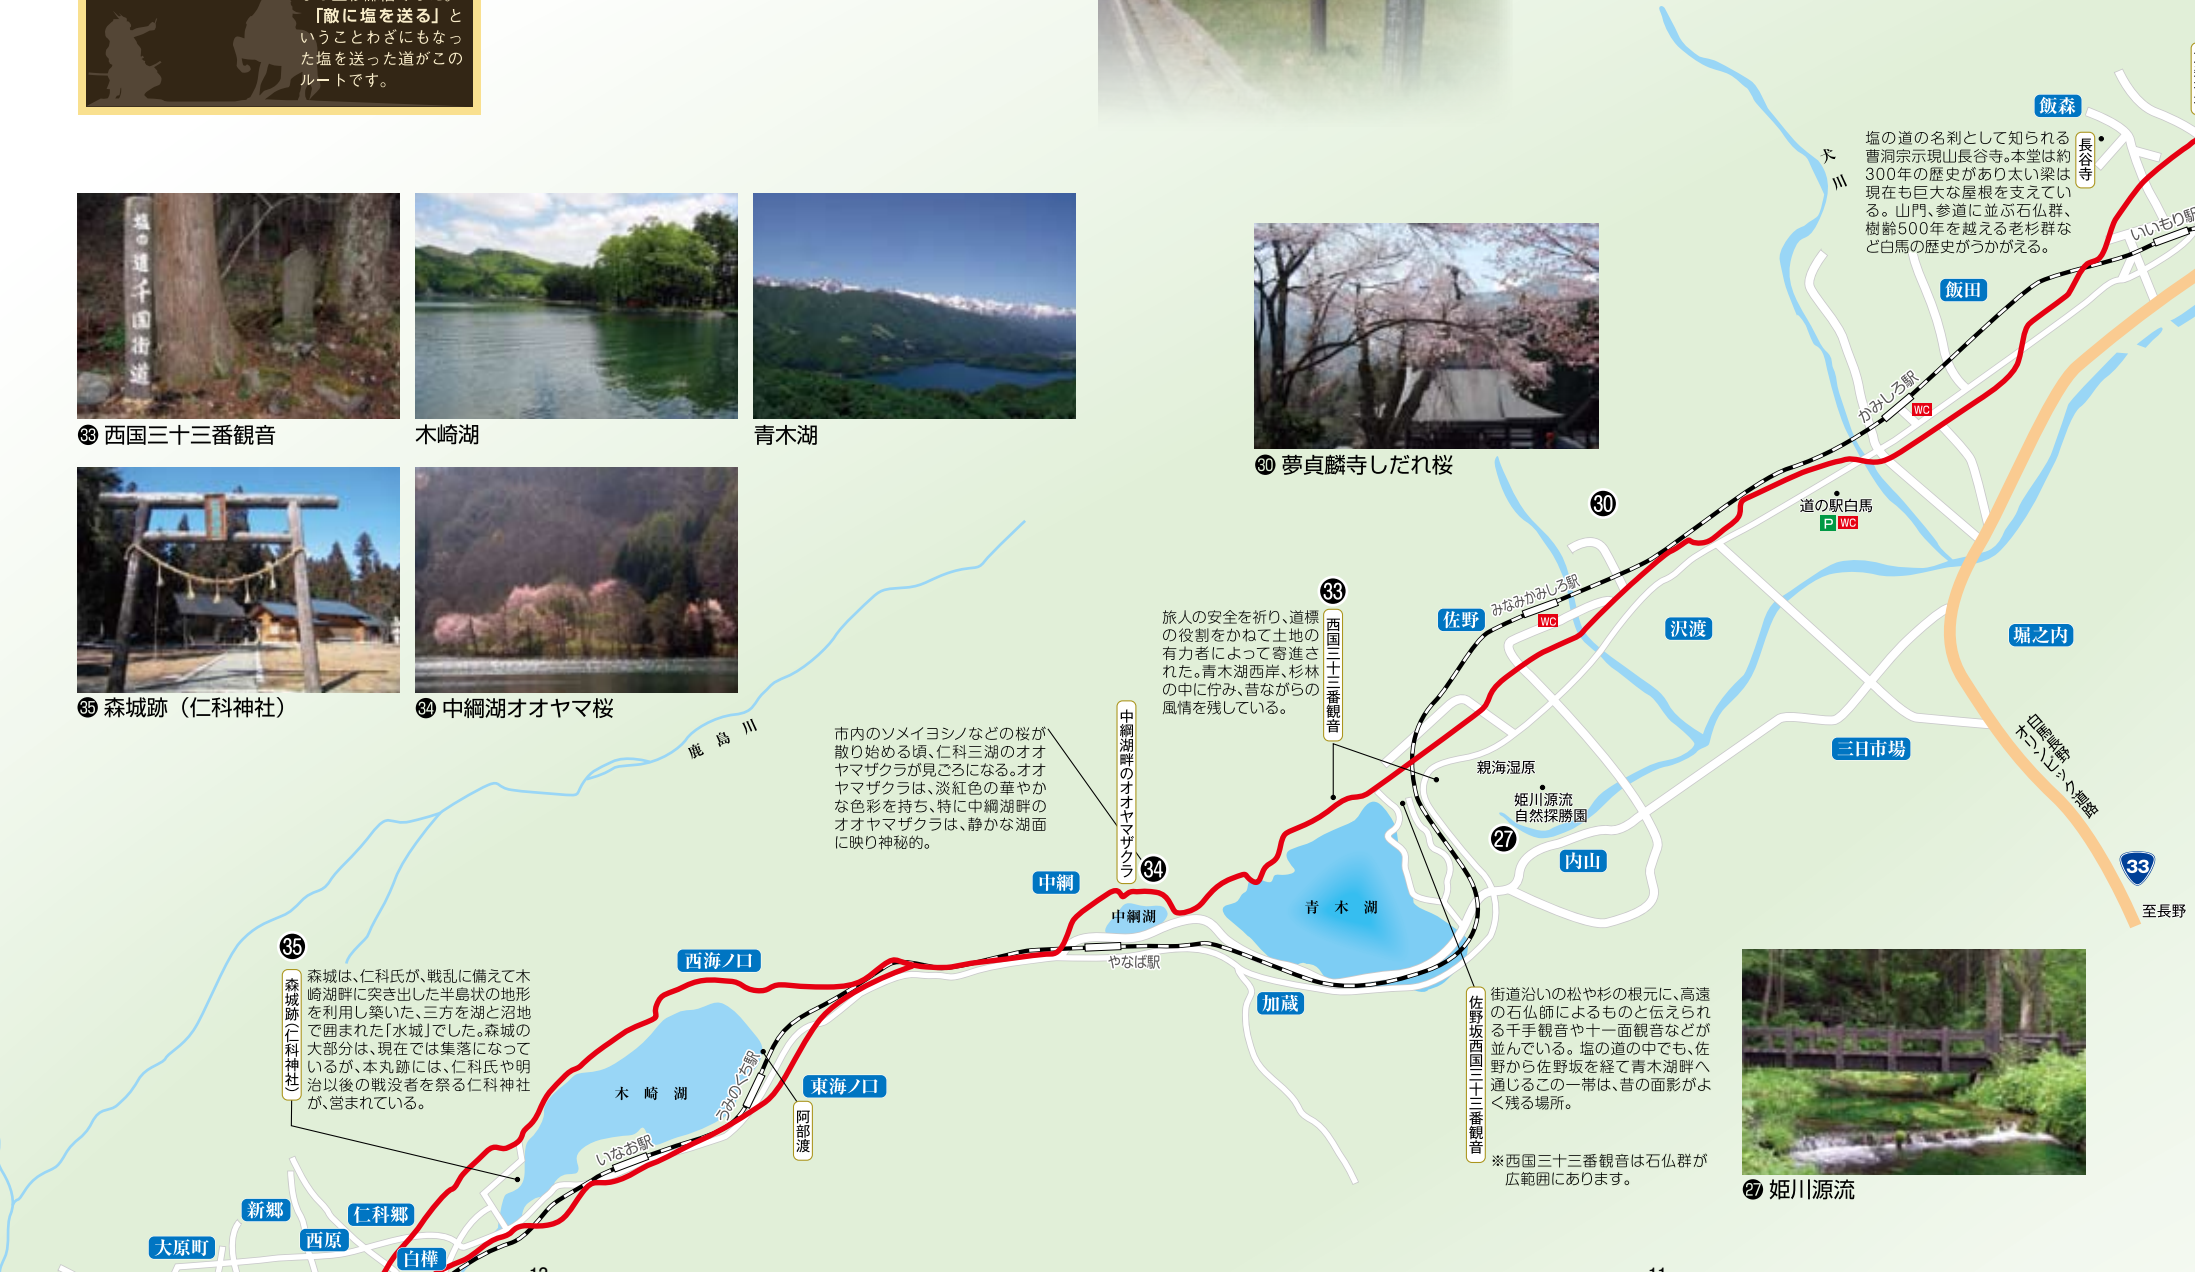 「敵に塩を送る」と
いうことわざにもなっ
た塩を送った道がこの
ルートです。
塩の道千国街道
㉝ 西国三十三番観音
木崎湖
青木湖
㉟ 森城跡（仁科神社）
㉞ 中綱湖オオヤマ桜
㉚ 夢貞麟寺しだれ桜
飯森
長谷寺
塩の道の名刹として知られる
曹洞宗示現山長谷寺。本堂は約
300年の歴史があり太い梁は
現在も巨大な屋根を支えてい
る。山門、参道に並ぶ石仏群、
樹齢500年を越える老杉群な
ど白馬の歴史がうかがえる。
犬川
いいもり駅
飯田
かみしろ駅
WC
道の駅白馬
P WC
30
みなみかみしろ駅
WC
佐野
沢渡
堀之内
三日市場
白馬長野
オリンピック道路
33
至長野
33
西国三十三番観音
旅人の安全を祈り、道標
の役割をかねて土地の
有力者によって寄進さ
れた。青木湖西岸、杉林
の中に佇み、昔ながらの
風情を残している。
親海湿原
姫川源流
自然探勝園
27
内山
鹿島川
市内のソメイヨシノなどの桜が
散り始める頃、仁科三湖のオオ
ヤマザクラが見ごろになる。オオ
ヤマザクラは、淡紅色の華やか
な色彩を持ち、特に中綱湖畔の
オオヤマザクラは、静かな湖面
に映り神秘的。
中綱湖畔のオオヤマザクラ
34
中綱
中綱湖
青木湖
やなば駅
加蔵
佐野坂西国三十三番観音
街道沿いの松や杉の根元に、高遠
の石仏師によるものと伝えられ
る千手観音や十一面観音などが
並んでいる。塩の道の中でも、佐
野から佐野坂を経て青木湖畔へ
通じるこの一帯は、昔の面影がよ
く残る場所。
※西国三十三番観音は石仏群が
広範囲にあります。
㉗ 姫川源流
35
森城跡（仁科神社）
森城は、仁科氏が、戦乱に備えて木
崎湖畔に突き出した半島状の地形
を利用し築いた、三方を湖と沼地
で囲まれた「水城」でした。森城の
大部分は、現在では集落になって
いるが、本丸跡には、仁科氏や明
治以後の戦没者を祭る仁科神社
が、営まれている。
西海ノ口
木崎湖
うみのくち駅
東海ノ口
阿部渡
いなお駅
新郷
仁科郷
大原町
西原
白樺